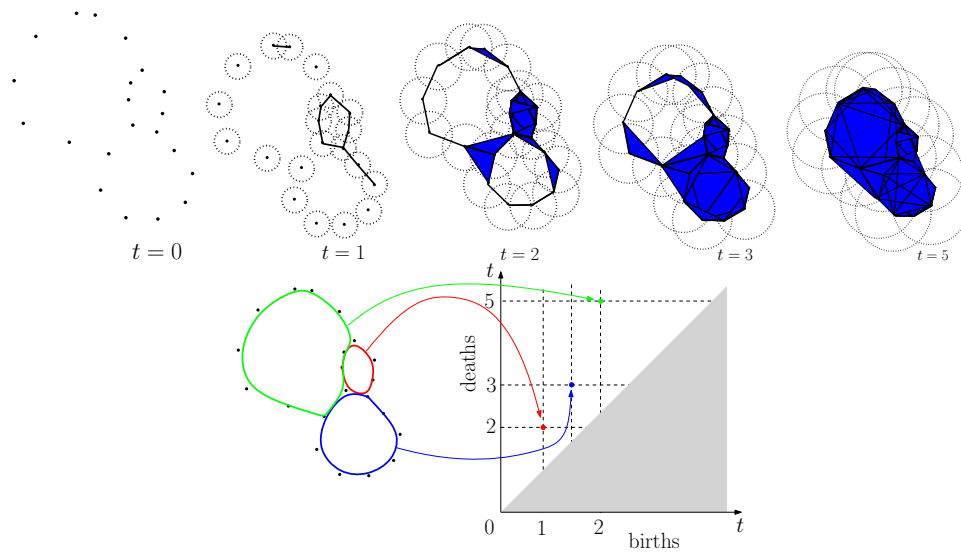 t = 0
t = 1
t = 2
t = 3
t = 5
t
5
deaths
3
2
0
1
2
t
births